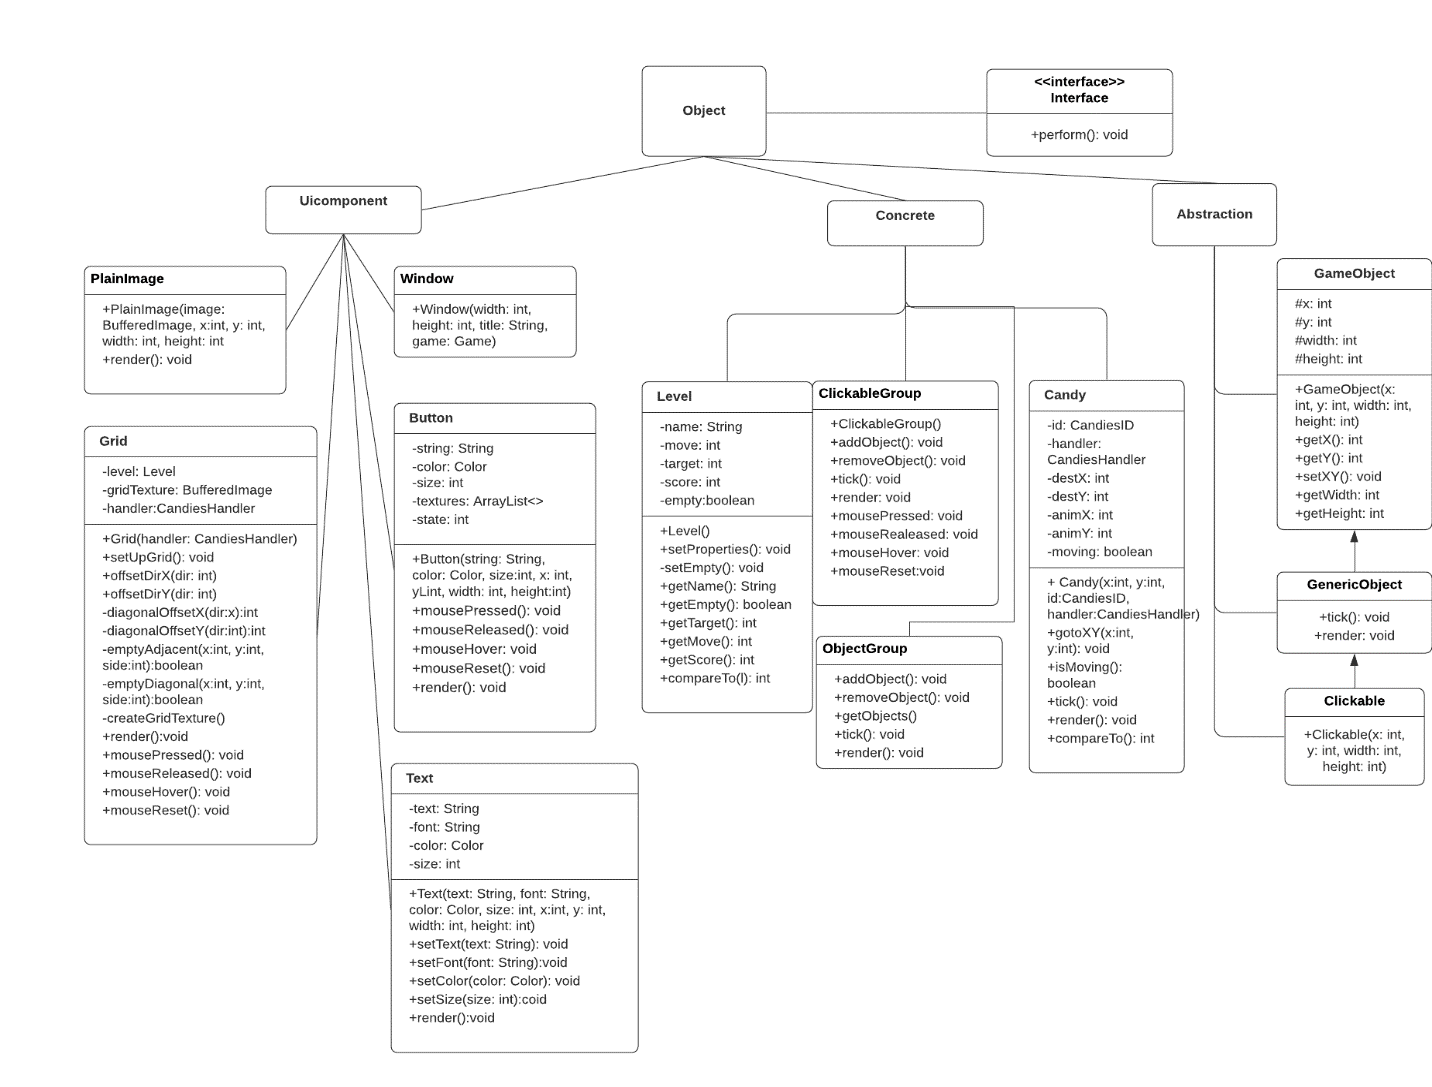 Object
<<interface>>
Interface
+perform(): void
Uicomponent
Concrete
Abstraction
PlainImage
+PlainImage(image:
BufferedImage, x:int, y: int,
width: int, height: int
+render(): void
Window
+Window(width: int,
height: int, title: String,
game: Game)
GameObject
#x: int
#y: int
#width: int
#height: int
+GameObject(x:
int, y: int, width: int,
height: int)
+getX(): int
+getY(): int
+setXY(): void
+getWidth: int
+getHeight: int
Grid
-level: Level
-gridTexture: BufferedImage
-handler:CandiesHandler
+Grid(handler: CandiesHandler)
+setUpGrid(): void
+offsetDirX(dir: int)
+offsetDirY(dir: int)
-diagonalOffsetX(dir:x):int
-diagonalOffsetY(dir:int):int
-emptyAdjacent(x:int, y:int,
side:int):boolean
-emptyDiagonal(x:int, y:int,
side:int):boolean
-createGridTexture()
+render():void
+mousePressed(): void
+mouseReleased(): void
+mouseHover(): void
+mouseReset(): void
Button
-string: String
-color: Color
-size: int
-textures: ArrayList<>
-state: int
+Button(string: String,
color: Color, size:int, x: int,
yLint, width: int, height:int)
+mousePressed(): void
+mouseReleased(): void
+mouseHover: void
+mouseReset(): void
+render(): void
Level
-name: String
-move: int
-target: int
-score: int
-empty:boolean
+Level()
+setProperties(): void
-setEmpty(): void
+getName(): String
+getEmpty(): boolean
+getTarget(): int
+getMove(): int
+getScore(): int
+compareTo(l): int
ClickableGroup
+ClickableGroup()
+addObject(): void
+removeObject(): void
+tick(): void
+render: void
+mousePressed: void
+mouseRealeased: void
+mouseHover: void
+mouseReset:void
Candy
-id: CandiesID
-handler:
CandiesHandler
-destX: int
-destY: int
-animX: int
-animY: int
-moving: boolean
+ Candy(x:int, y:int,
id:CandiesID,
handler:CandiesHandler)
+gotoXY(x:int,
y:int): void
+isMoving():
boolean
+tick(): void
+render(): void
+compareTo(): int
GenericObject
+tick(): void
+render: void
ObjectGroup
+addObject(): void
+removeObject(): void
+getObjects()
+tick(): void
+render(): void
Clickable
+Clickable(x: int,
y: int, width: int,
height: int)
Text
-text: String
-font: String
-color: Color
-size: int
+Text(text: String, font: String,
color: Color, size: int, x:int, y: int,
width: int, height: int)
+setText(text: String): void
+setFont(font: String):void
+setColor(color: Color): void
+setSize(size: int):coid
+render():void